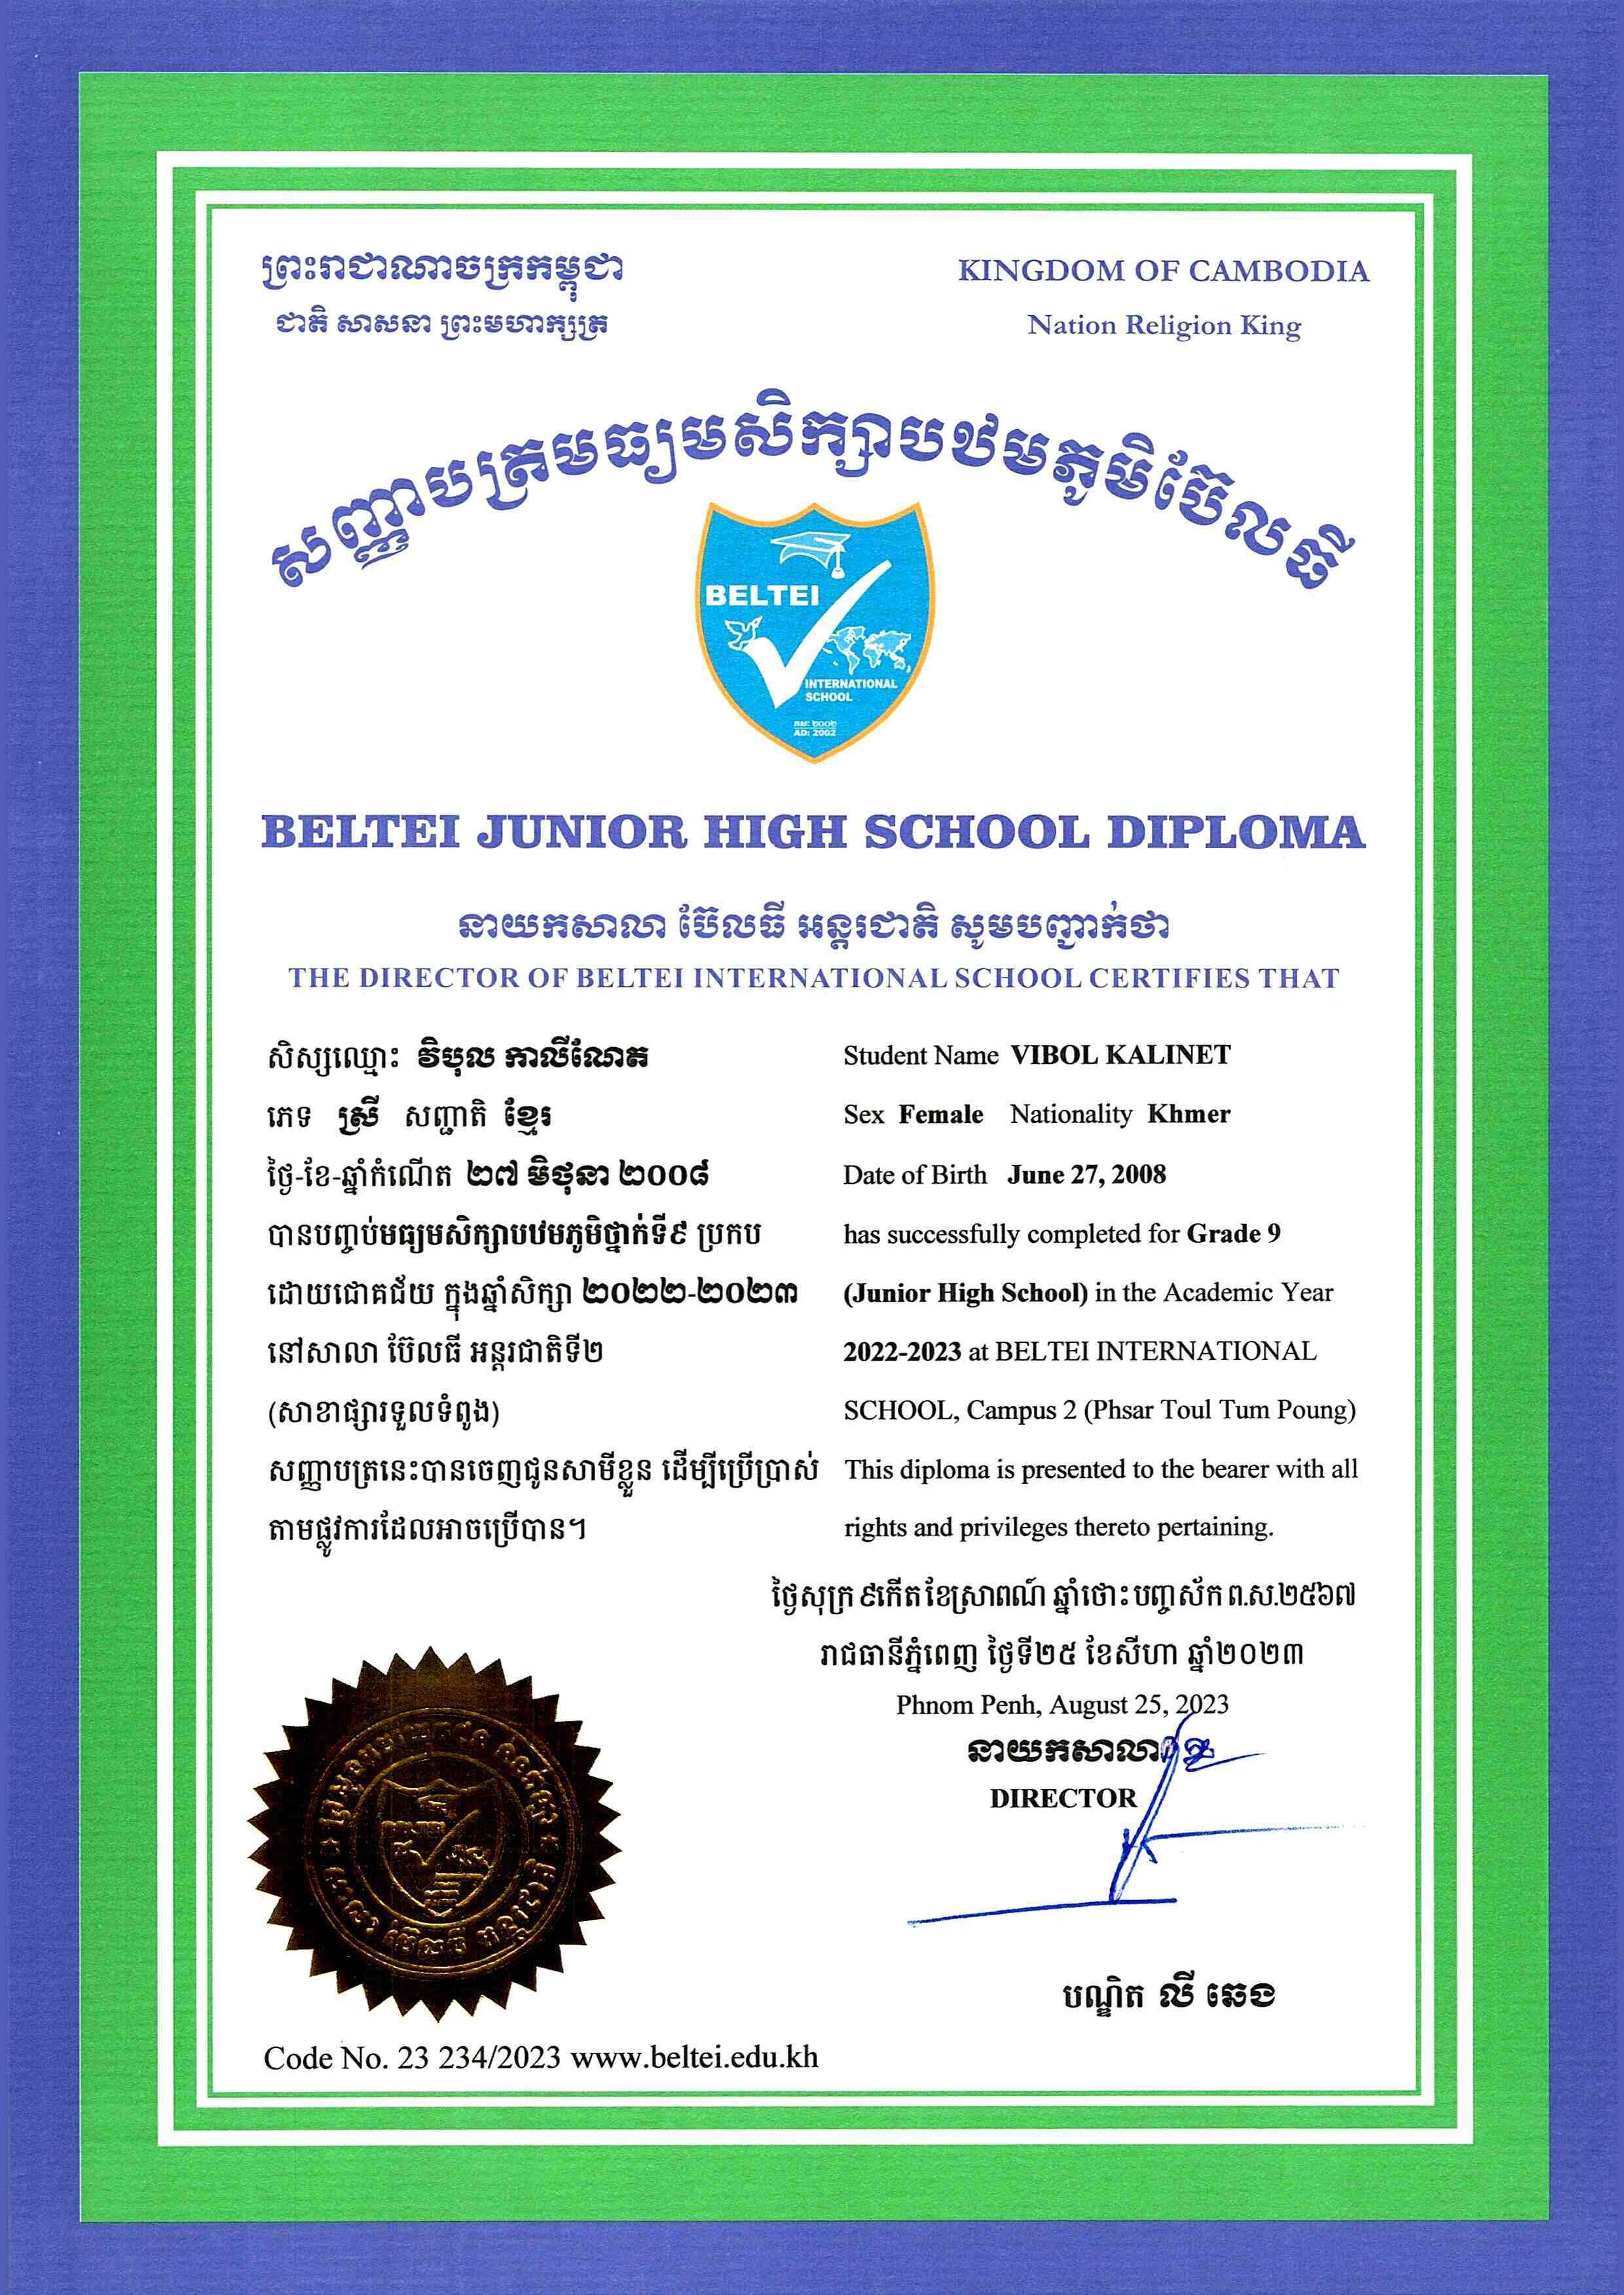 ព្រះរាជាណាចក្រកម្ពុជា
ជាតិ សាសនា ព្រះមហាក្សត្រ
KINGDOM OF CAMBODIA
Nation Religion King
សញ្ញាបត្រមធ្យមសិក្សាបឋមភូមិប៊ែលធី
BELTEI
INTERNATIONAL
SCHOOL
គស: ២០០២
AD: 2002
BELTEI JUNIOR HIGH SCHOOL DIPLOMA
នាយកសាលា ប៊ែលធី អន្តរជាតិ សូមបញ្ជាក់ថា
THE DIRECTOR OF BELTEI INTERNATIONAL SCHOOL CERTIFIES THAT
សិស្សឈ្មោះ វិបុល កាលីណែត
ភេទ ស្រី សញ្ជាតិ ខ្មែរ
ថ្ងៃ-ខែ-ឆ្នាំកំណើត ២៧ មិថុនា ២០០៨
បានបញ្ចប់មធ្យមសិក្សាបឋមភូមិថ្នាក់ទី៩ ប្រកប
ដោយជោគជ័យ ក្នុងឆ្នាំសិក្សា ២០២២-២០២៣
នៅសាលា ប៊ែលធី អន្តរជាតិទី២
(សាខាផ្សារទួលទំពូង)
សញ្ញាបត្រនេះបានចេញជូនសាមីខ្លួន ដើម្បីប្រើប្រាស់
តាមផ្លូវការដែលអាចប្រើបាន។
Student Name VIBOL KALINET
Sex Female Nationality Khmer
Date of Birth June 27, 2008
has successfully completed for Grade 9
(Junior High School) in the Academic Year
2022-2023 at BELTEI INTERNATIONAL
SCHOOL, Campus 2 (Phsar Toul Tum Poung)
This diploma is presented to the bearer with all
rights and privileges thereto pertaining.
ថ្ងៃសុក្រ ៩កើត ខែស្រាពណ៍ ឆ្នាំថោះ បញ្ចស័ក ព.ស.២៥៦៧
រាជធានីភ្នំពេញ ថ្ងៃទី២៥ ខែសីហា ឆ្នាំ២០២៣
Phnom Penh, August 25, 2023
នាយកសាលា
DIRECTOR
បណ្ឌិត លី ឆេង
Code No. 23 234/2023 www.beltei.edu.kh